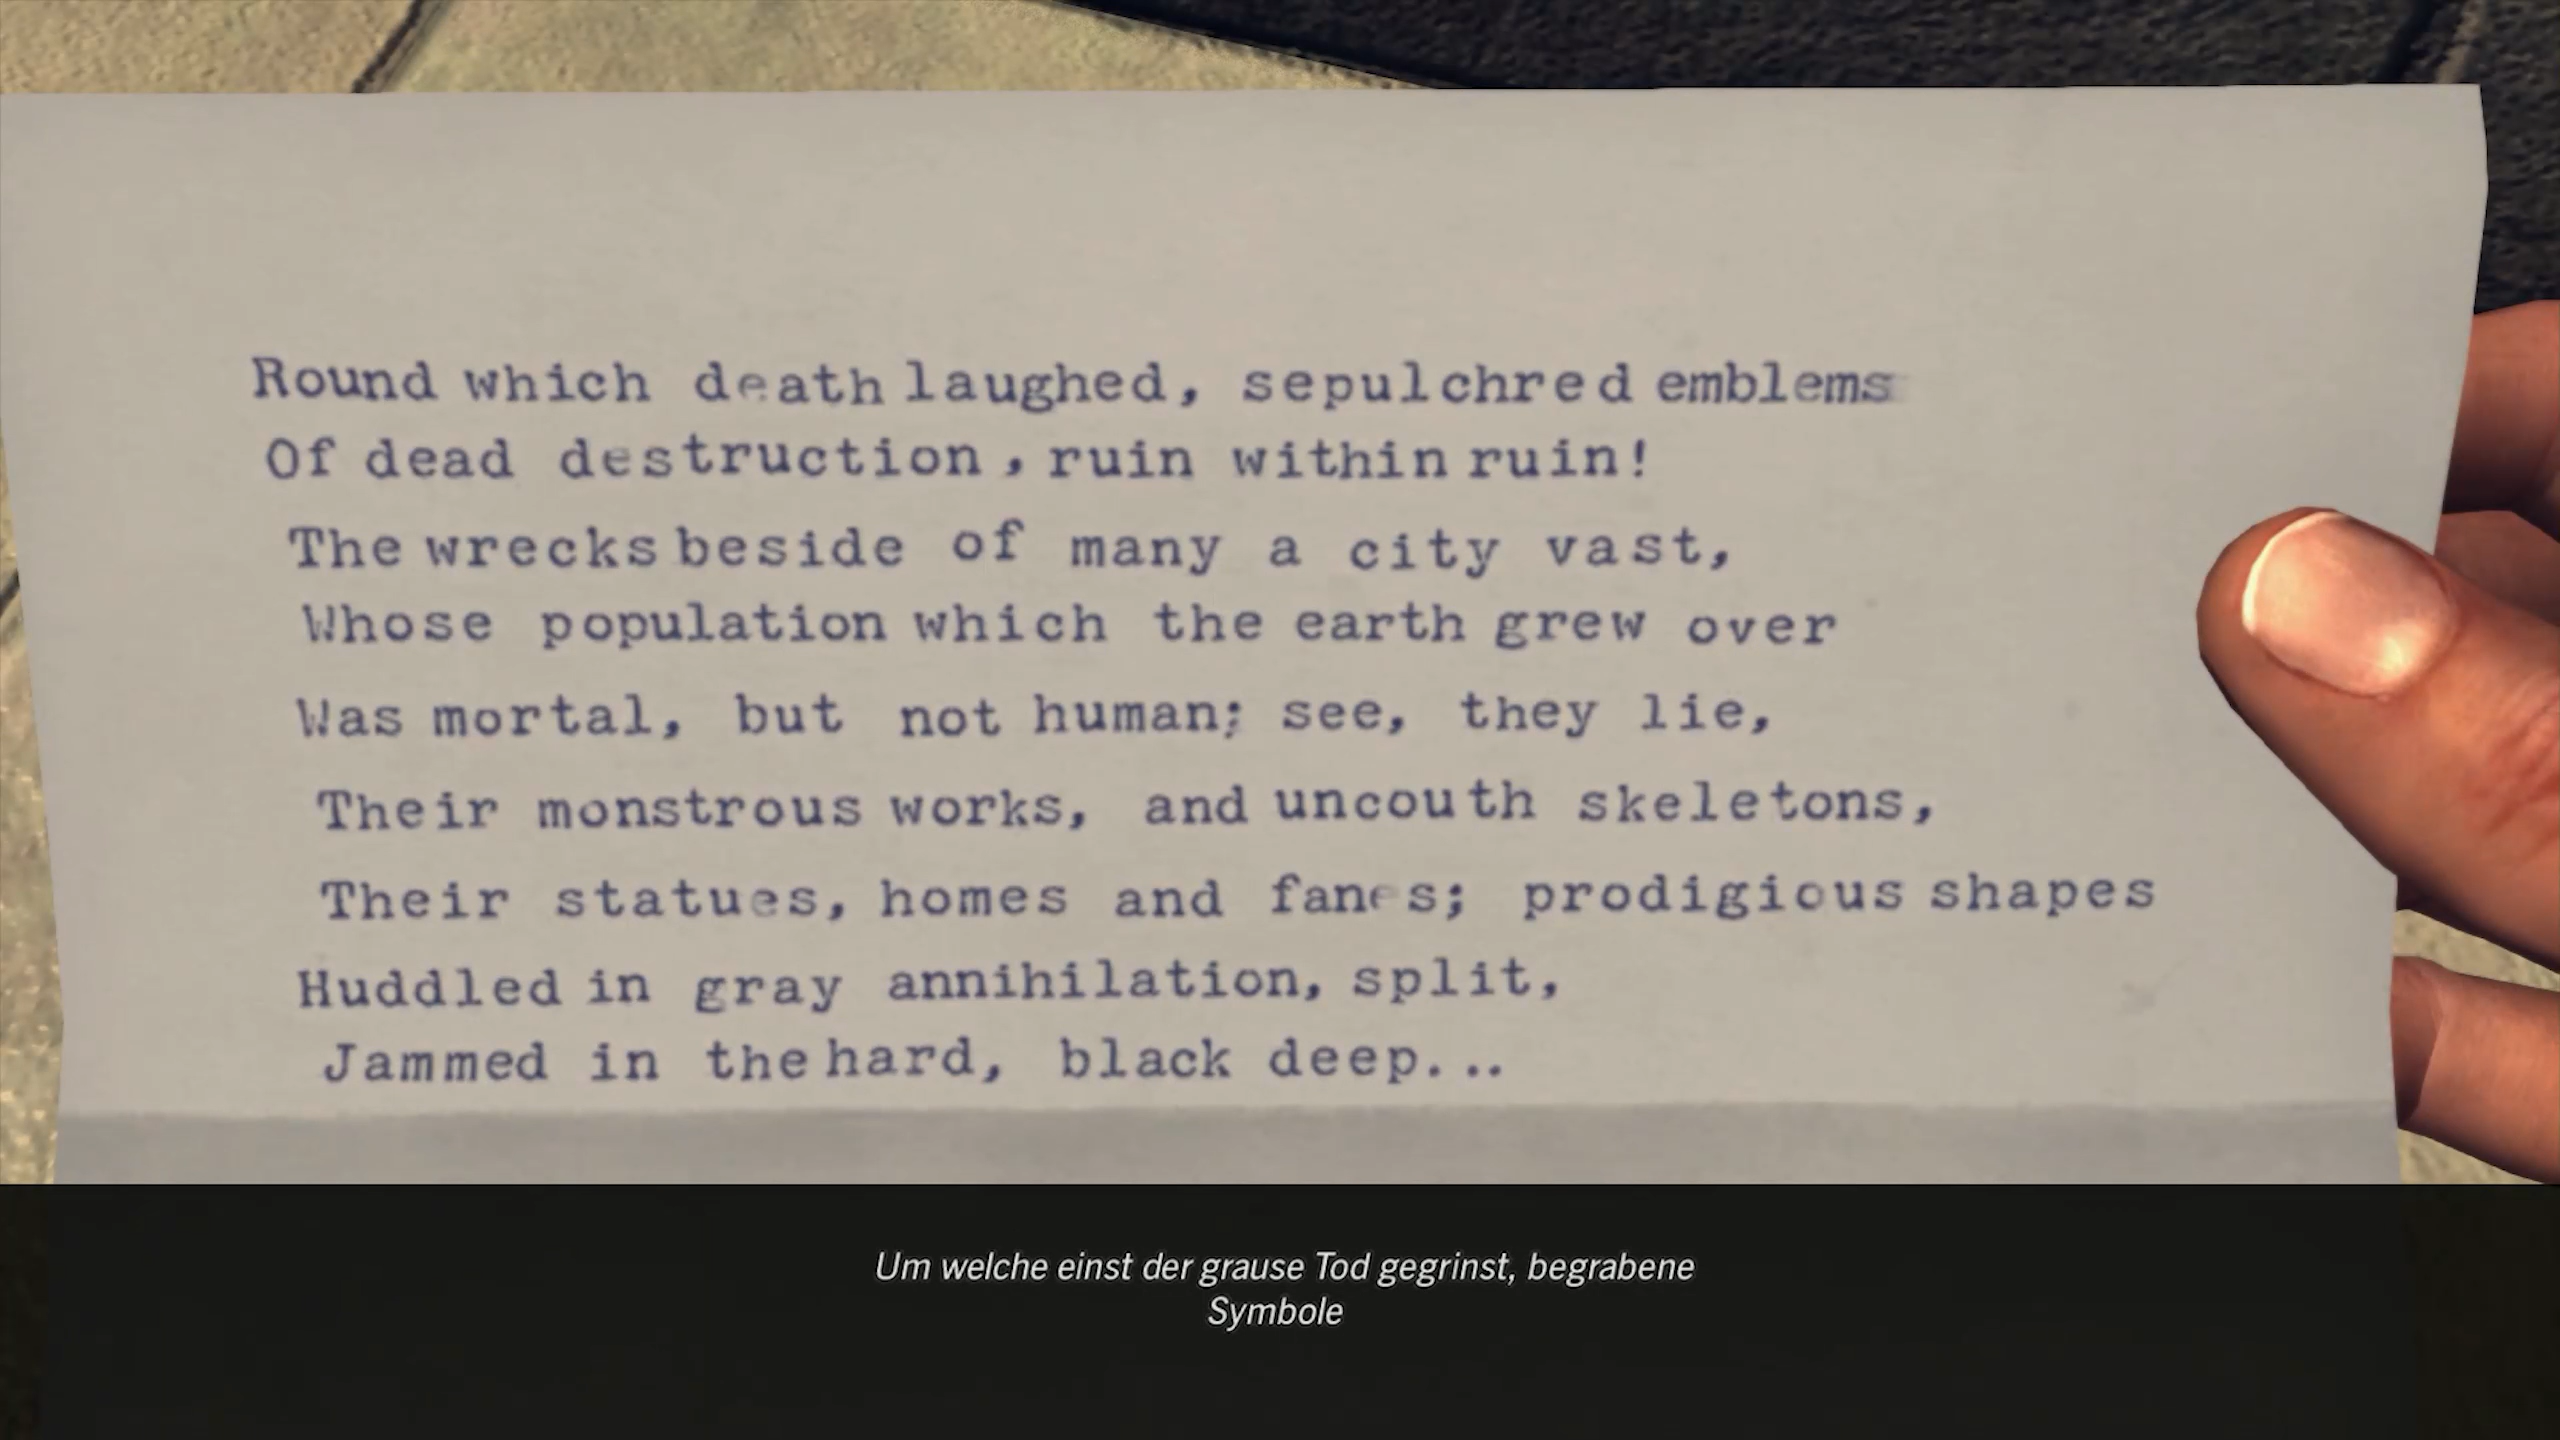 Round which death laughed, sepulchred emblems
Of dead destruction, ruin within ruin!
The wrecks beside of many a city vast,
Whose population which the earth grew over
Was mortal, but not human; see, they lie,
Their monstrous works, and uncouth skeletons,
Their statues, homes and fanes; prodigious shapes
Huddled in gray annihilation, split,
Jammed in the hard, black deep...
Um welche einst der grause Tod gegrinst, begrabene
Symbole